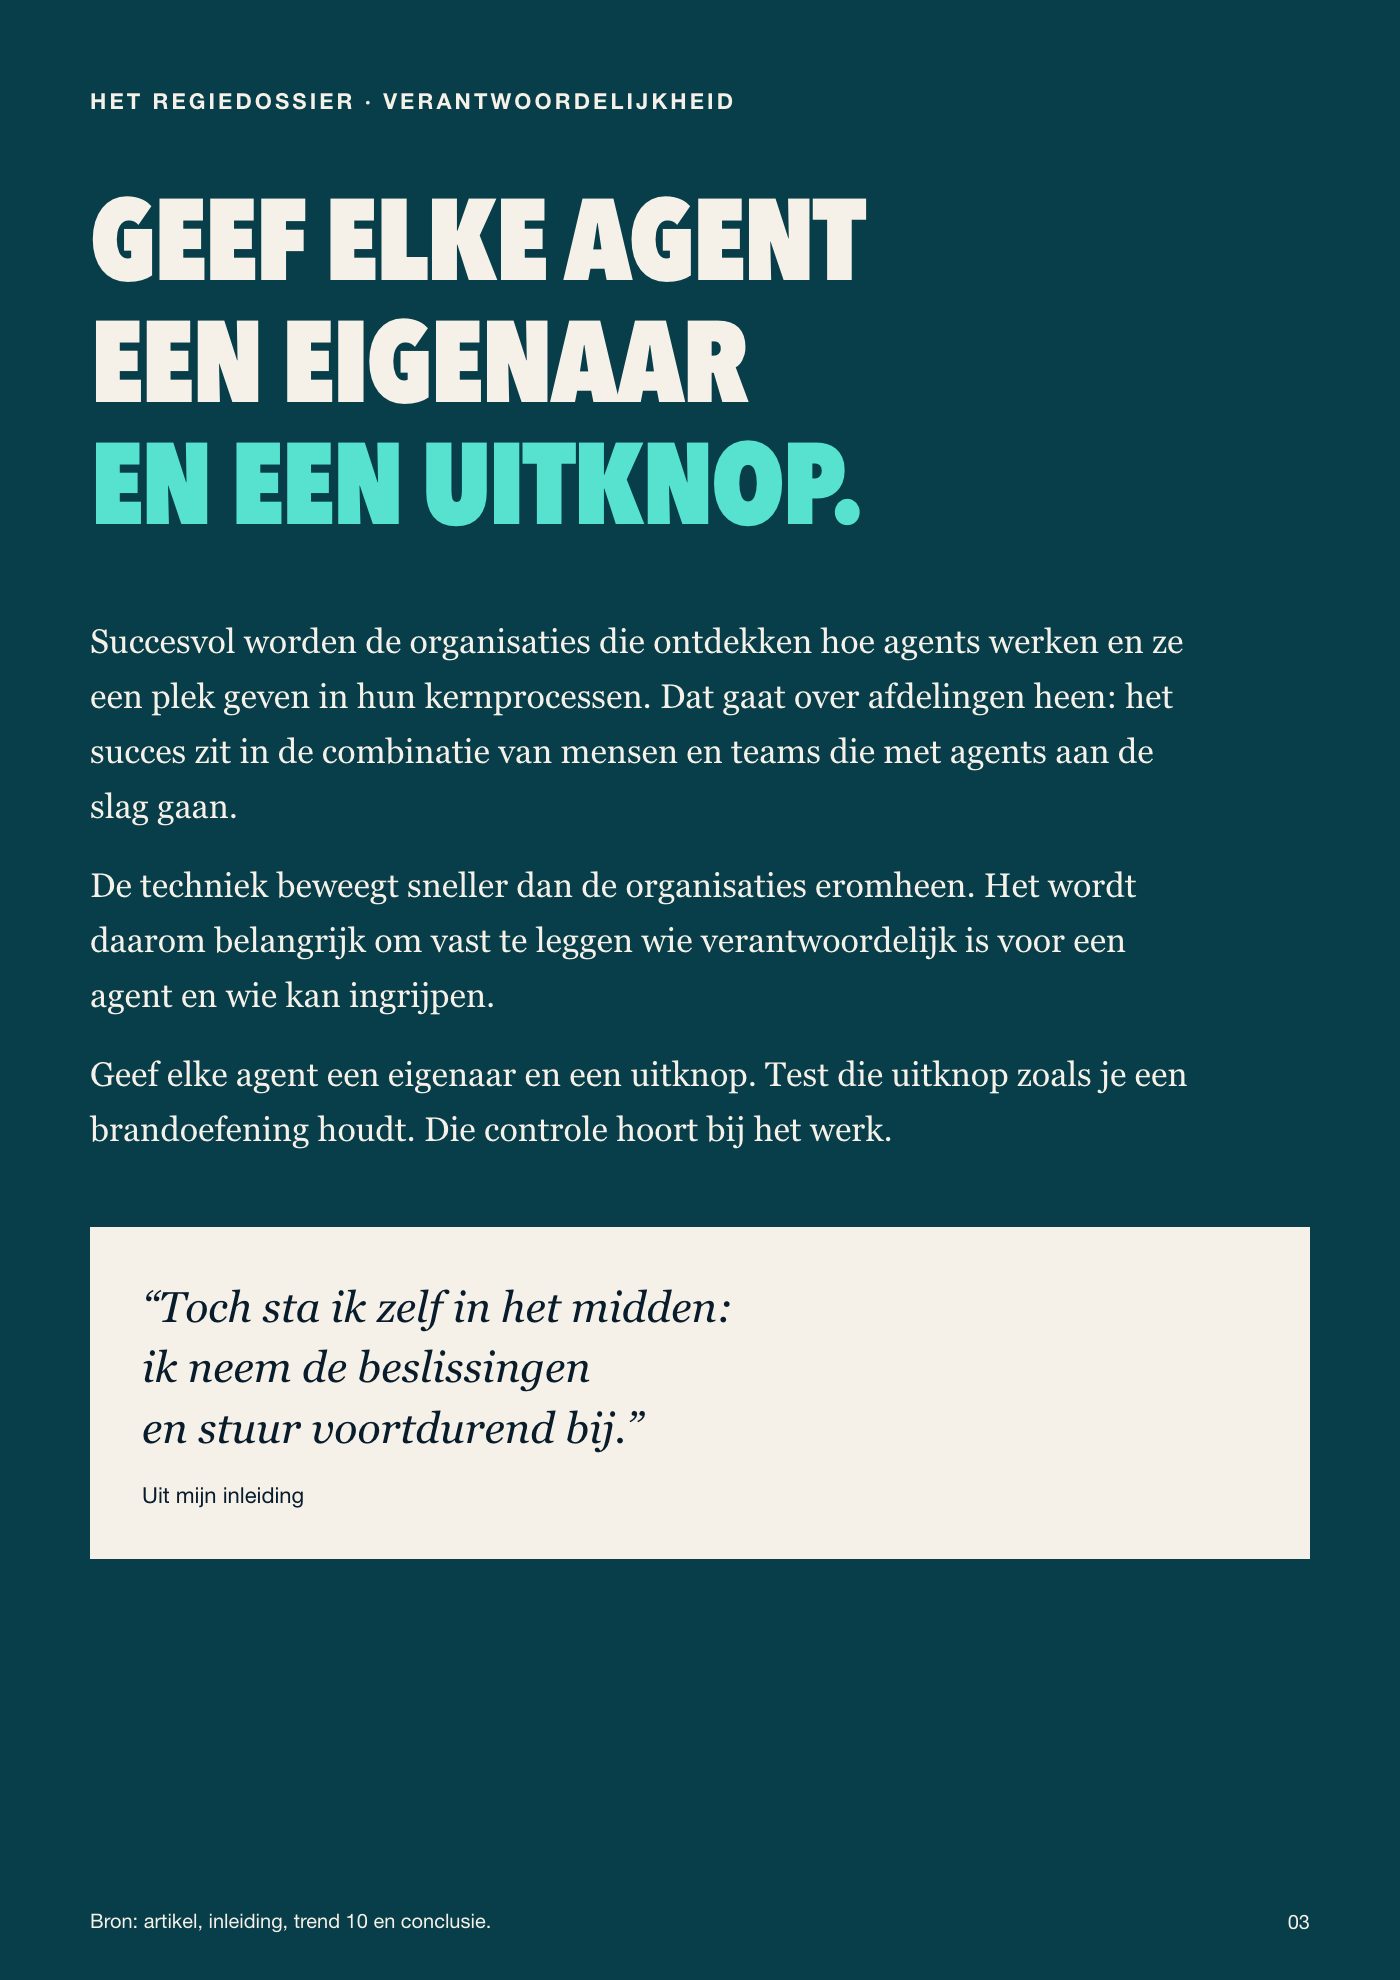 HET REGIEDOSSIER · VERANTWOORDELIJKHEID
GEEF ELKE AGENT
EEN EIGENAAR
EN EEN UITKNOP.
Succesvol worden de organisaties die ontdekken hoe agents werken en ze
een plek geven in hun kernprocessen. Dat gaat over afdelingen heen: het
succes zit in de combinatie van mensen en teams die met agents aan de
slag gaan.
De techniek beweegt sneller dan de organisaties eromheen. Het wordt
daarom belangrijk om vast te leggen wie verantwoordelijk is voor een
agent en wie kan ingrijpen.
Geef elke agent een eigenaar en een uitknop. Test die uitknop zoals je een
brandoefening houdt. Die controle hoort bij het werk.
“Toch sta ik zelf in het midden:
ik neem de beslissingen
en stuur voortdurend bij.”
Uit mijn inleiding
Bron: artikel, inleiding, trend 10 en conclusie.
03